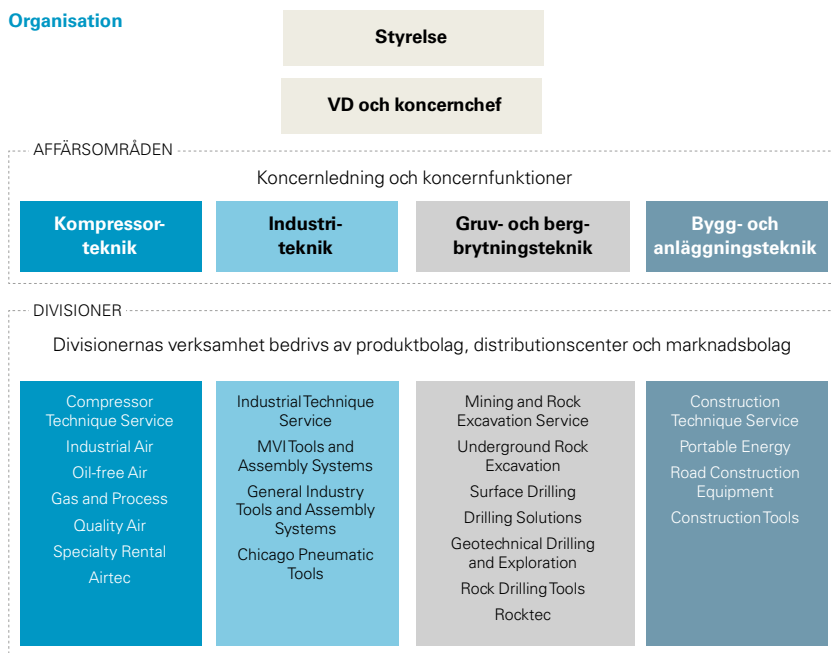 Organisation
Styrelse
VD och koncernchef
AFFÄRSOMRÅDEN
Koncernledning och koncernfunktioner
Kompressor-
teknik
Industri-
teknik
Gruv- och berg-
brytningsteknik
Bygg- och
anläggningsteknik
DIVISIONER
Divisionernas verksamhet bedrivs av produktbolag, distributionscenter och marknadsbolag
Compressor
Technique Service
Industrial Air
Oil-free Air
Gas and Process
Quality Air
Specialty Rental
Airtec
Industrial Technique
Service
MVI Tools and
Assembly Systems
General Industry
Tools and Assembly
Systems
Chicago Pneumatic
Tools
Mining and Rock
Excavation Service
Underground Rock
Excavation
Surface Drilling
Drilling Solutions
Geotechnical Drilling
and Exploration
Rock Drilling Tools
Rocktec
Construction
Technique Service
Portable Energy
Road Construction
Equipment
Construction Tools